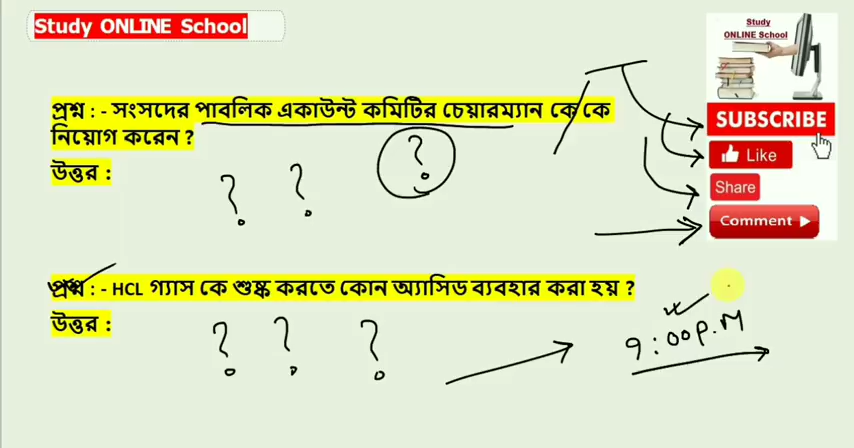 Study ONLINE School
Study
ONLINE School
প্রশ্ন : - সংসদের পাবলিক একাউন্ট কমিটির চেয়ারম্যান কে কে
নিয়োগ করেন ?
উত্তর :
? ? ?
SUBSCRIBE
Like
Share
Comment
প্রশ্ন : - HCL গ্যাস কে শুষ্ক করতে কোন অ্যাসিড ব্যবহার করা হয় ?
উত্তর :
? ? ?
9:00P.M